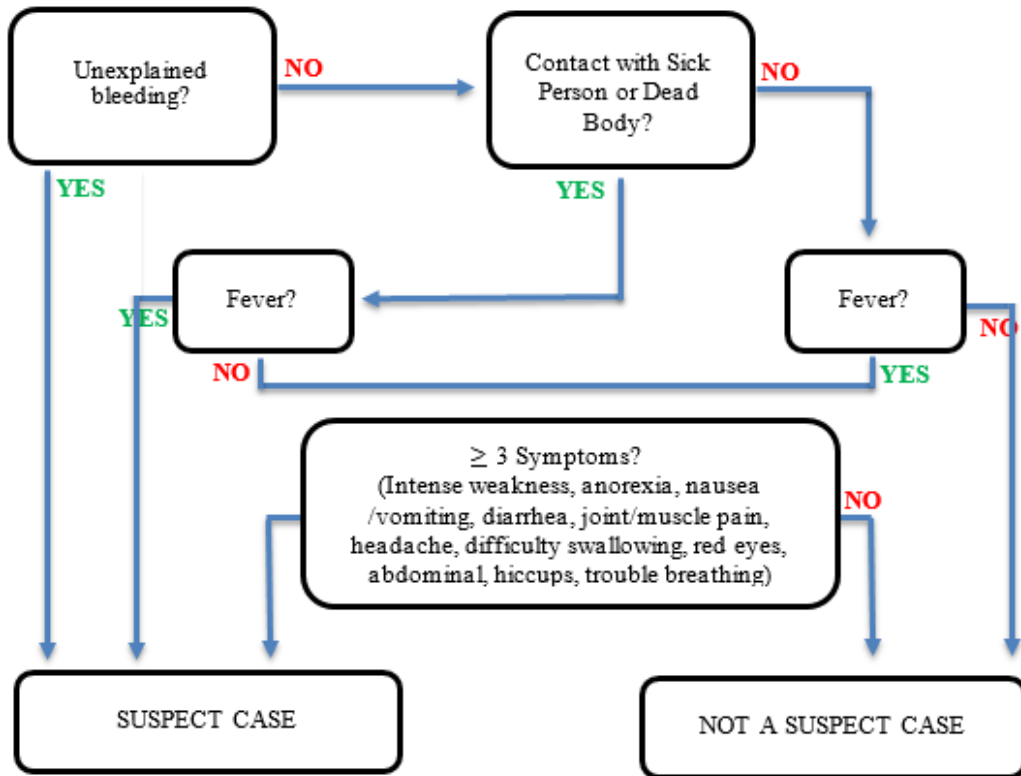 Unexplained
bleeding?
NO
Contact with Sick
Person or Dead
Body?
NO
YES
YES
Fever?
YES
NO
Fever?
NO
YES
≥ 3 Symptoms?
(Intense weakness, anorexia, nausea
/vomiting, diarrhea, joint/muscle pain,
headache, difficulty swallowing, red eyes,
abdominal, hiccups, trouble breathing)
NO
SUSPECT CASE
NOT A SUSPECT CASE